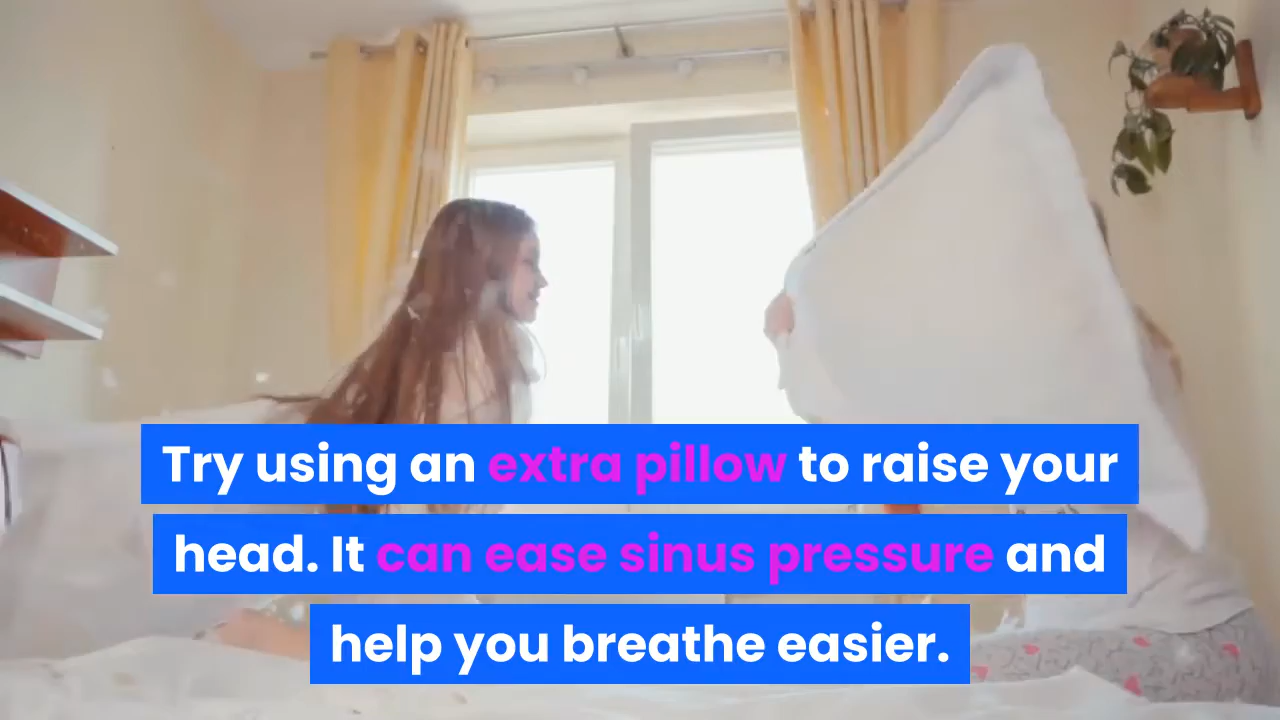 Try using an extra pillow to raise your
head. It can ease sinus pressure and
help you breathe easier.